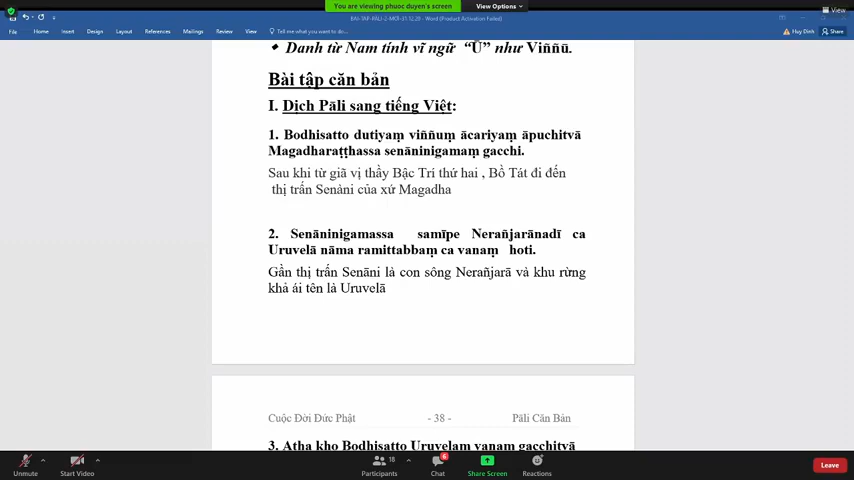 You are viewing phuoc duyen's screen
View Options
View
BAI-TAP-PALI-2-MOI-31.12.20 - Word (Product Activation Failed)
File Home Insert Design Layout References Mailings Review View Tell me what you want to do...
Huy Dinh Share
❖ Danh từ Nam tính vĩ ngữ “Ū” như Viññū.
Bài tập căn bản
I. Dịch Pāli sang tiếng Việt:
1. Bodhisatto dutiyaṃ viññuṃ ācariyaṃ āpuchitvā
Magadharaṭṭhassa senāninigamaṃ gacchi.
Sau khi từ giã vị thầy Bậc Trí thứ hai , Bồ Tát đi đến
thị trấn Senàni của xứ Magadha
2. Senāninigamassa samīpe Nerañjarānadī ca
Uruvelā nāma ramittabbaṃ ca vanaṃ hoti.
Gần thị trấn Senāni là con sông Nerañjarā và khu rừng
khả ái tên là Uruvelā
Cuộc Đời Đức Phật - 38 - Pāli Căn Bản
3. Atha kho Bodhisatto Uruvelaṃ vanaṃ gacchitvā
Unmute Start Video Participants 18 Chat 6 Share Screen Reactions Leave